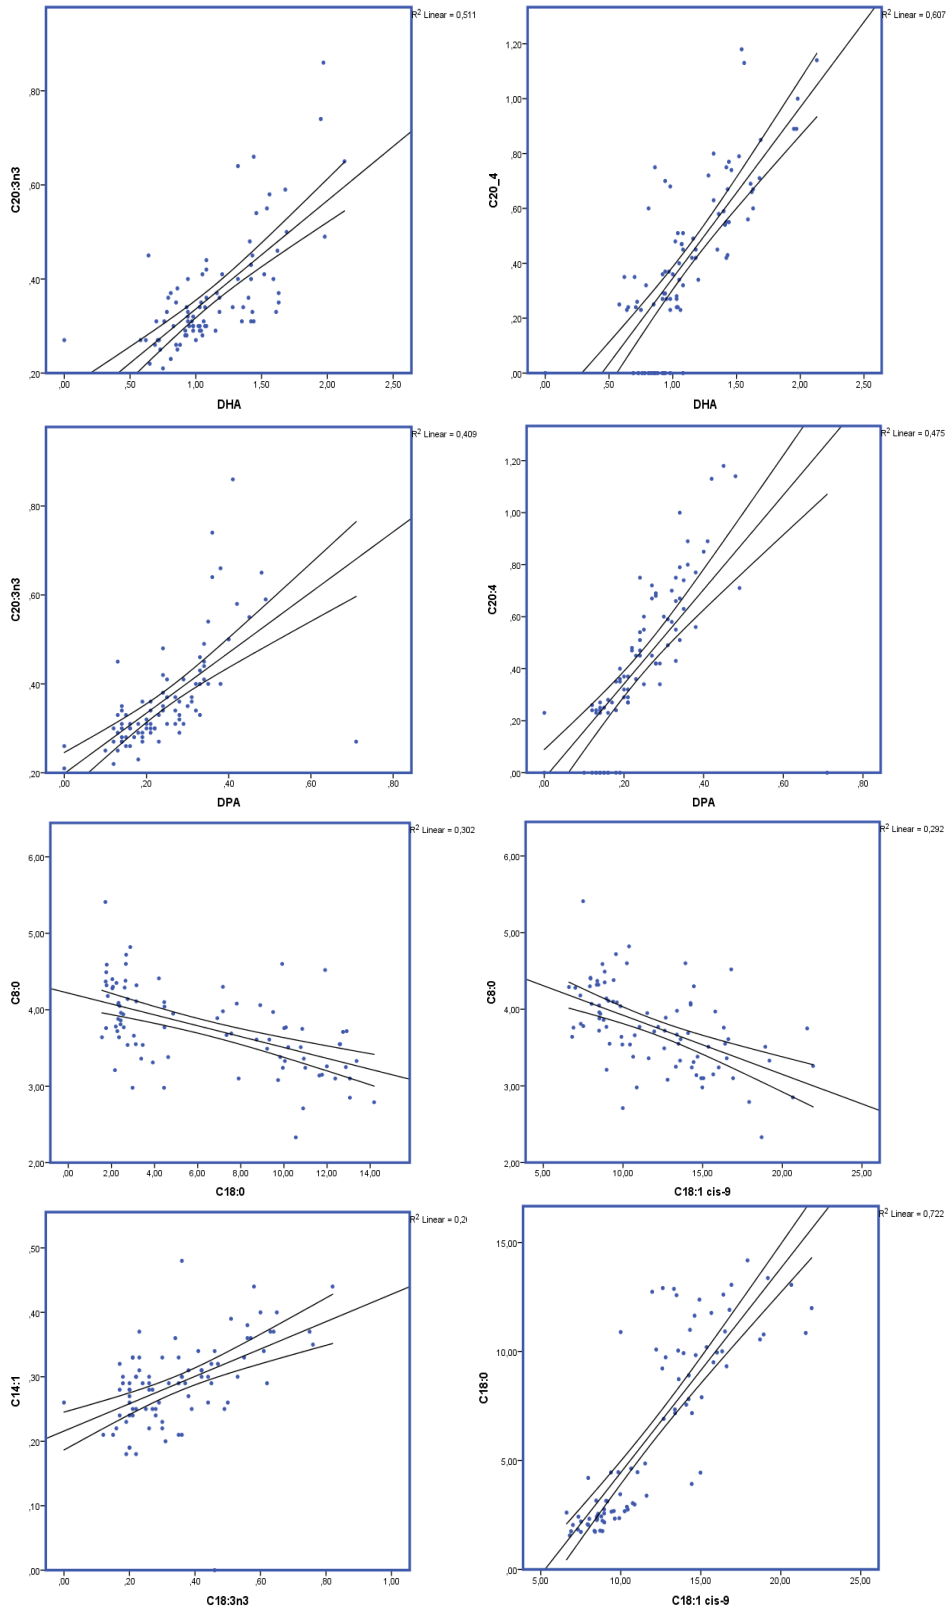 R² Linear = 0,511
C20:3n3
,80
,60
,40
,20
,00 ,50 1,00 1,50 2,00 2,50
DHA
R² Linear = 0,607
C20_4
1,20
1,00
,80
,60
,40
,20
,00
,00 ,50 1,00 1,50 2,00 2,50
DHA
R² Linear = 0,409
C20:3n3
,80
,60
,40
,20
,00 ,20 ,40 ,60 ,80
DPA
R² Linear = 0,475
C20:4
1,20
1,00
,80
,60
,40
,20
,00
,00 ,20 ,40 ,60 ,80
DPA
R² Linear = 0,302
C8:0
6,00
5,00
4,00
3,00
2,00
,00 2,00 4,00 6,00 8,00 10,00 12,00 14,00
C18:0
R² Linear = 0,292
C8:0
6,00
5,00
4,00
3,00
2,00
5,00 10,00 15,00 20,00 25,00
C18:1 cis-9
R² Linear = 0,2
C14:1
,50
,40
,30
,20
,10
,00
,00 ,20 ,40 ,60 ,80 1,00
C18:3n3
R² Linear = 0,722
C18:0
15,00
10,00
5,00
,00
5,00 10,00 15,00 20,00 25,00
C18:1 cis-9